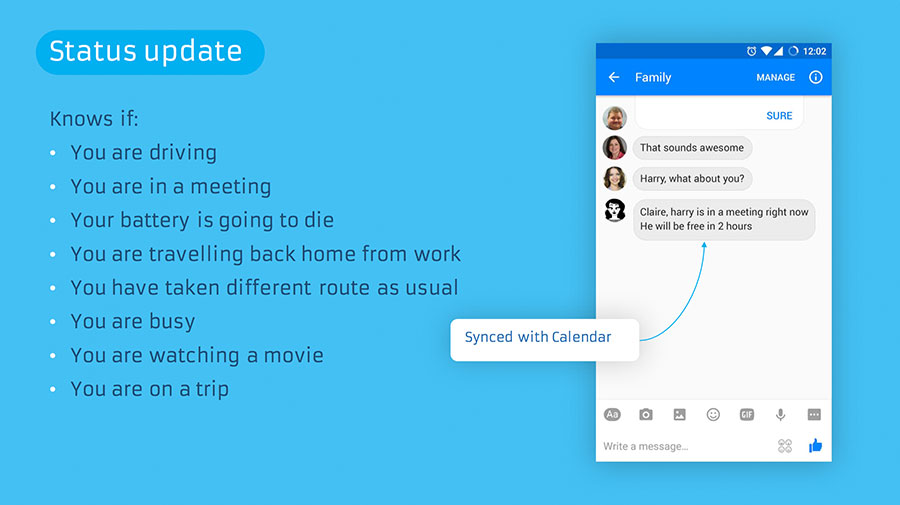 Status update
Knows if:
• You are driving
• You are in a meeting
• Your battery is going to die
• You are travelling back home from work
• You have taken different route as usual
• You are busy
• You are watching a movie
• You are on a trip
12:02
Family MANAGE
SURE
That sounds awesome
Harry, what about you?
Claire, harry is in a meeting right now
He will be free in 2 hours
Synced with Calendar
Aa GIF
Write a message...